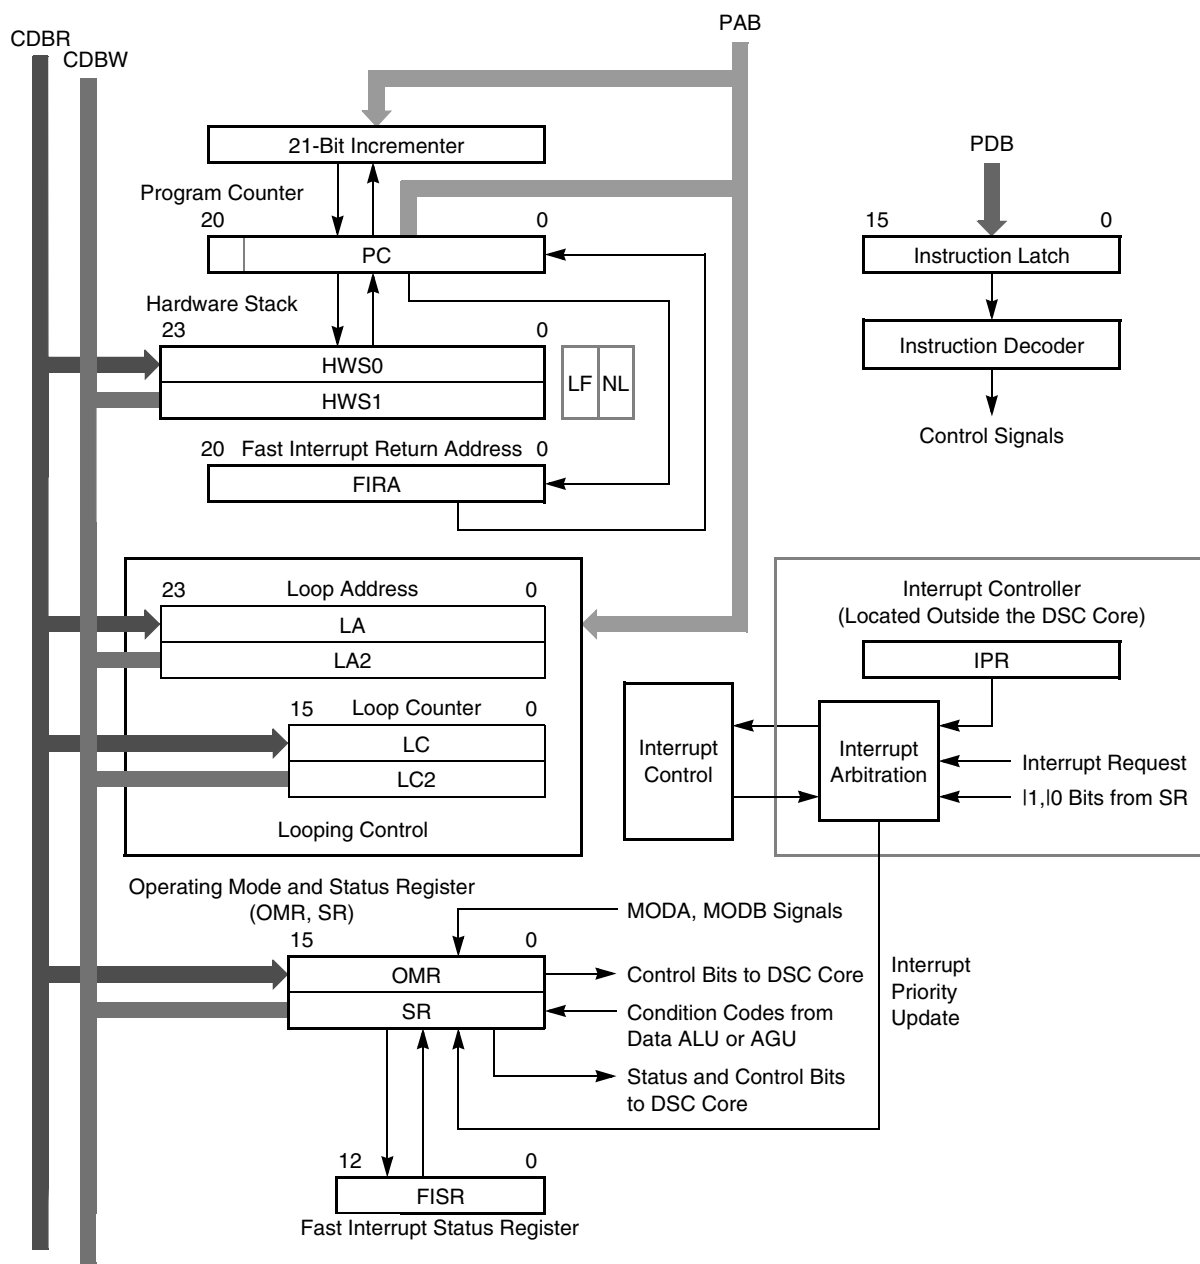 CDBR
CDBW
PAB
21-Bit Incrementer
PDB
Program Counter
20 0
PC
15 0
Instruction Latch
Hardware Stack
23 0
HWS0
HWS1
LF NL
Instruction Decoder
Control Signals
20 Fast Interrupt Return Address 0
FIRA
23 Loop Address 0
LA
LA2
15 Loop Counter 0
LC
LC2
Looping Control
Interrupt Controller
(Located Outside the DSC Core)
IPR
Interrupt
Control
Interrupt
Arbitration
Interrupt Request
I1,I0 Bits from SR
Operating Mode and Status Register
(OMR, SR)
15 0
OMR
SR
MODA, MODB Signals
Control Bits to DSC Core
Condition Codes from
Data ALU or AGU
Status and Control Bits
to DSC Core
Interrupt
Priority
Update
12 0
FISR
Fast Interrupt Status Register